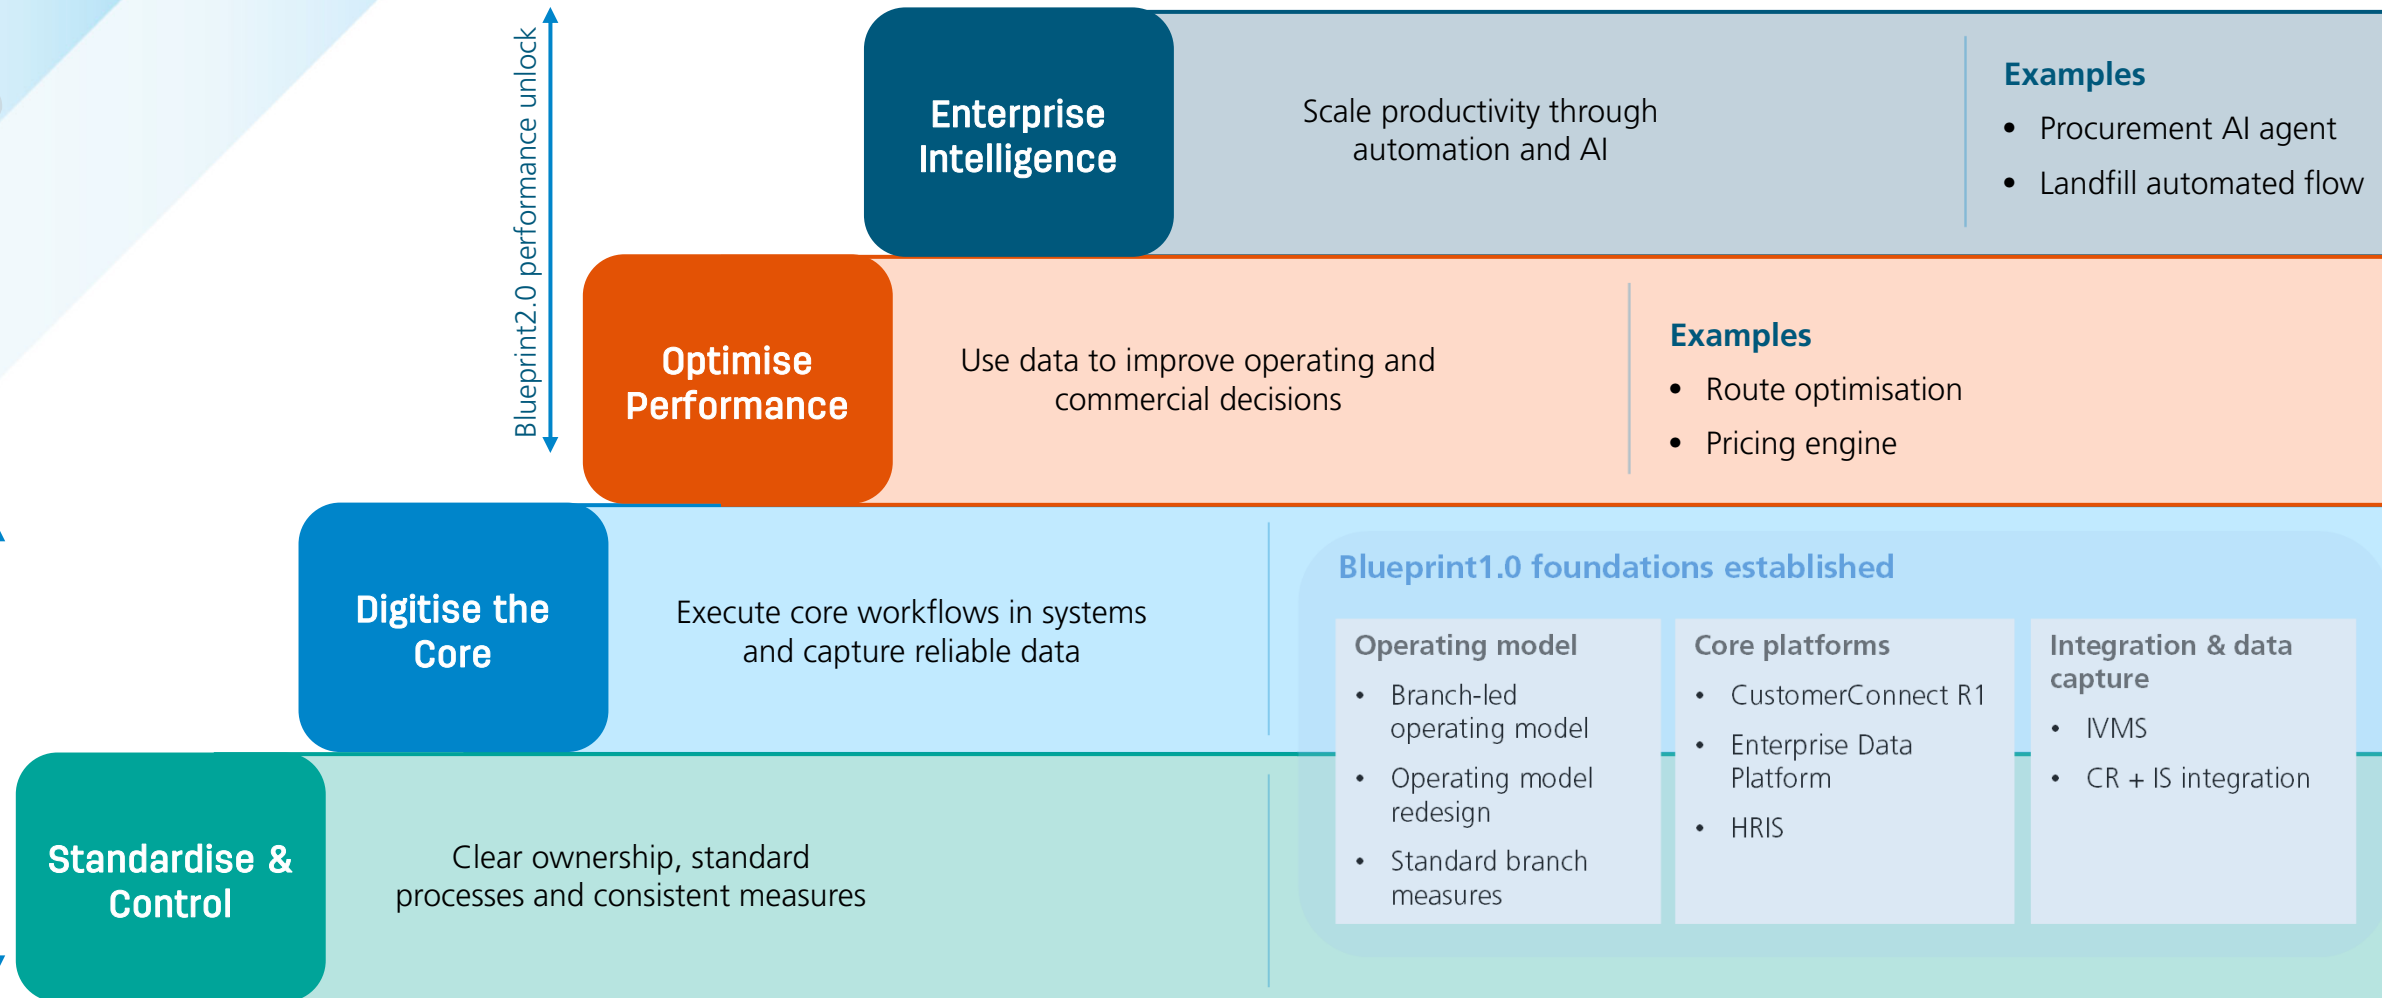 Blueprint2.0 performance unlock
Enterprise
Intelligence
Scale productivity through
automation and AI
Examples
• Procurement AI agent
• Landfill automated flow
Optimise
Performance
Use data to improve operating and
commercial decisions
Examples
• Route optimisation
• Pricing engine
Digitise the
Core
Execute core workflows in systems
and capture reliable data
Blueprint1.0 foundations established
Operating model
• Branch-led
operating model
• Operating model
redesign
• Standard branch
measures
Core platforms
• CustomerConnect R1
• Enterprise Data
Platform
• HRIS
Integration & data
capture
• IVMS
• CR + IS integration
Standardise &
Control
Clear ownership, standard
processes and consistent measures